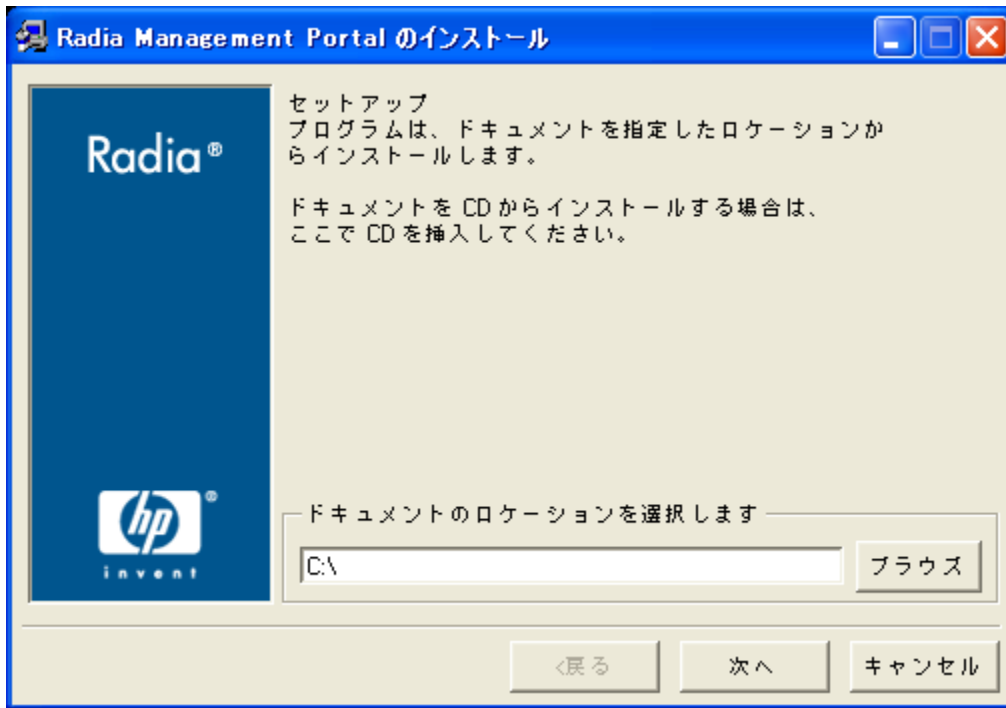 Radia Management Portal のインストール
Radia®
セットアップ
プログラムは、ドキュメントを指定したロケーションか
らインストールします。
ドキュメントを CD からインストールする場合は、
ここで CD を挿入してください。
hp®
invent
ドキュメントのロケーションを選択します
C:\
ブラウズ
<戻る
次へ
キャンセル